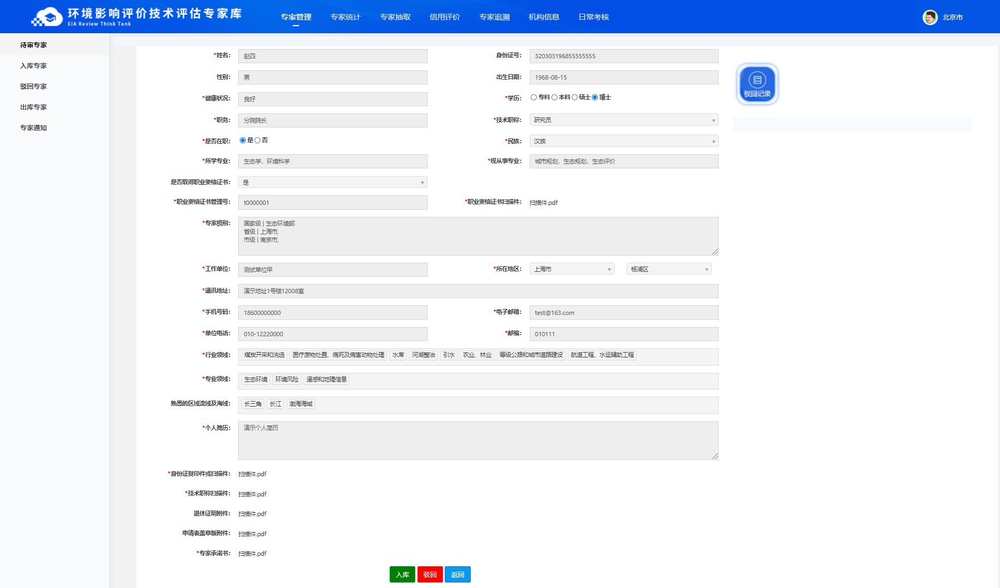 环境影响评价技术评估专家库
EIA Review Think Tank
专家管理 专家统计 专家抽取 信用评价 专家追溯 机构信息 日常考核
北京市
待审专家
入库专家
驳回专家
出库专家
专家通知
*姓名: 赵四 身份证号: 320303196855555555
性别: 男 出生日期: 1968-08-15
驳回记录
*健康状况: 良好 *学历: 专科 本科 硕士 博士
*职务: 分院院长 *技术职称: 研究员
*是否在职: 是 否 *民族: 汉族
*所学专业: 生态学，环境科学 *现从事专业: 城市规划，生态规划，生态评价
是否取得职业资格证书: 是
*职业资格证书管理号: t0000001 *职业资格证书扫描件: 扫描件.pdf
*专家级别: 国家级 | 生态环境部
省级 | 上海市,
市级 | 南京市,
*工作单位: 测试单位甲 *所在地区: 上海市 杨浦区
*通讯地址: 演示地址1号楼12008室
*手机号码: 18600000000 *电子邮箱: test@163.com
*单位电话: 010-12220000 *邮编: 010111
*行业领域: 煤炭开采和洗选 医疗废物处置、病死及病害动物处理 水库 河湖整治 引水 农业、林业 等级公路和城市道路建设 航道工程、水运辅助工程
*专业领域: 生态环境 环境风险 遥感和地理信息
熟悉的区域流域及海域: 长三角 长江 渤海海域
*个人简历: 演示个人简历
*身份证复印件或扫描件: 扫描件.pdf
*技术职称扫描件: 扫描件.pdf
退休证明附件: 扫描件.pdf
申请表盖章版附件: 扫描件.pdf
*专家承诺书: 扫描件.pdf
入库 驳回 返回